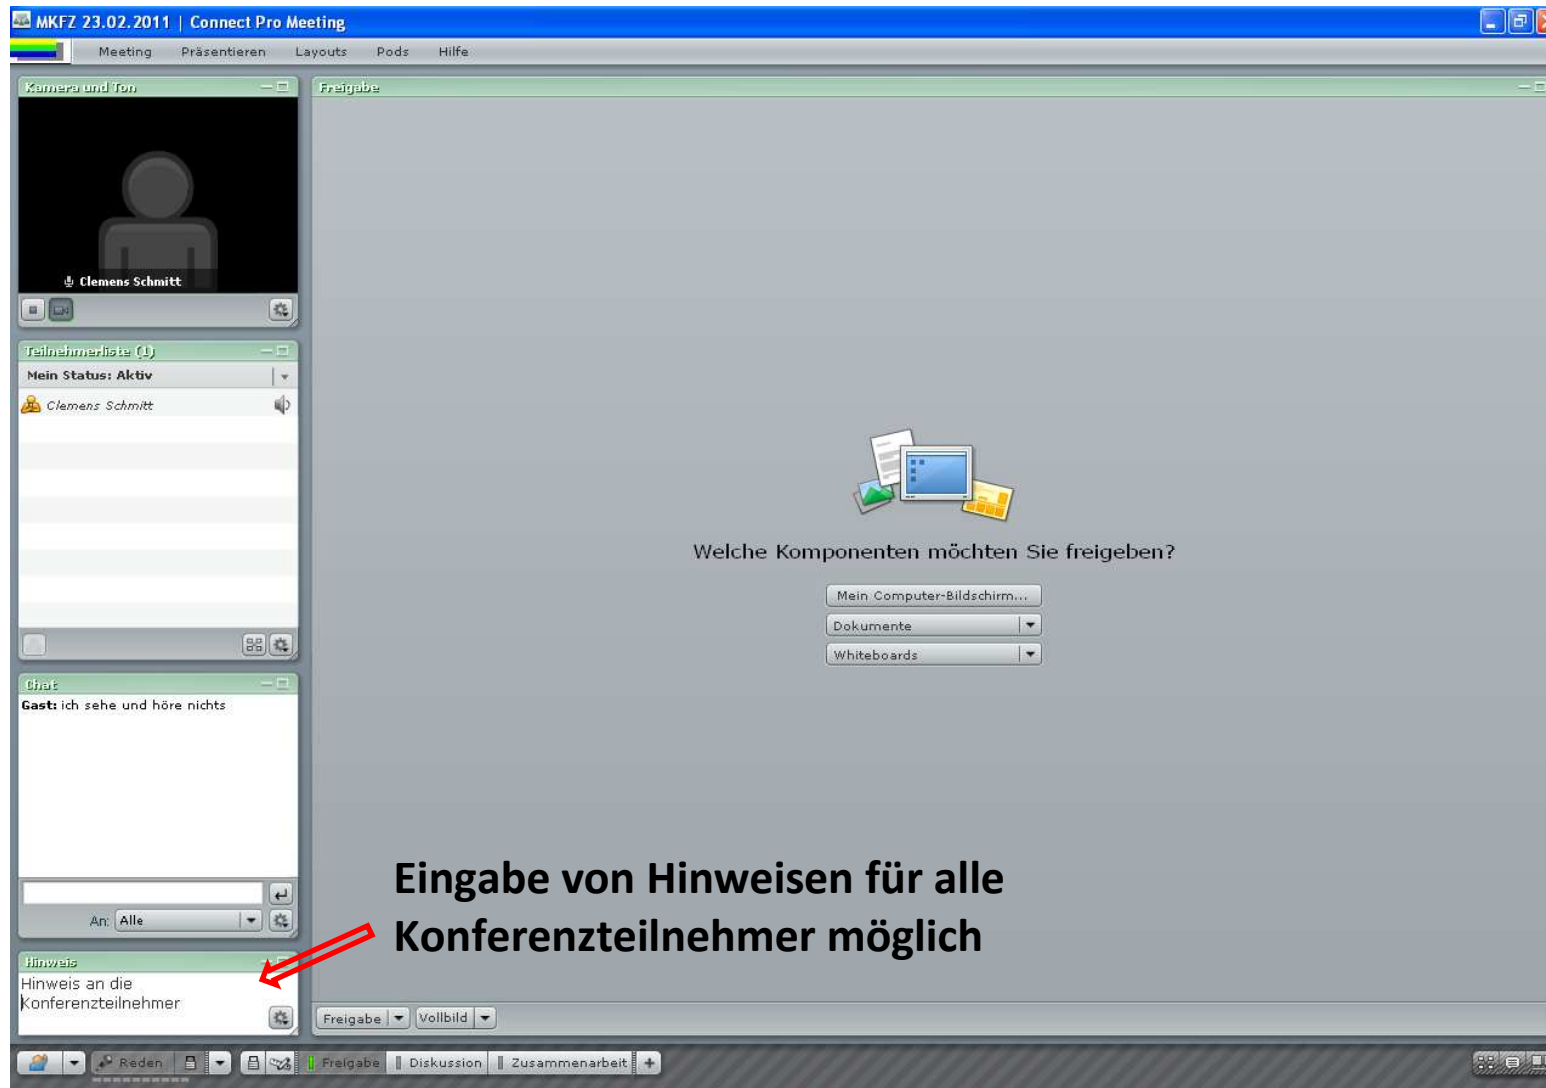 MKFZ 23.02.2011 | Connect Pro Meeting
Meeting Präsentieren Layouts Pods Hilfe
Kamera und Ton
Clemens Schmitt
Teilnehmerliste (1)
Mein Status: Aktiv
Clemens Schmitt
Chat
Gast: ich sehe und höre nichts
An: Alle
Hinweis
Hinweis an die
Konferenzteilnehmer
Freigabe
Welche Komponenten möchten Sie freigeben?
Mein Computer-Bildschirm...
Dokumente
Whiteboards
Eingabe von Hinweisen für alle
Konferenzteilnehmer möglich
Freigabe Vollbild
Reden Freigabe Diskussion Zusammenarbeit +